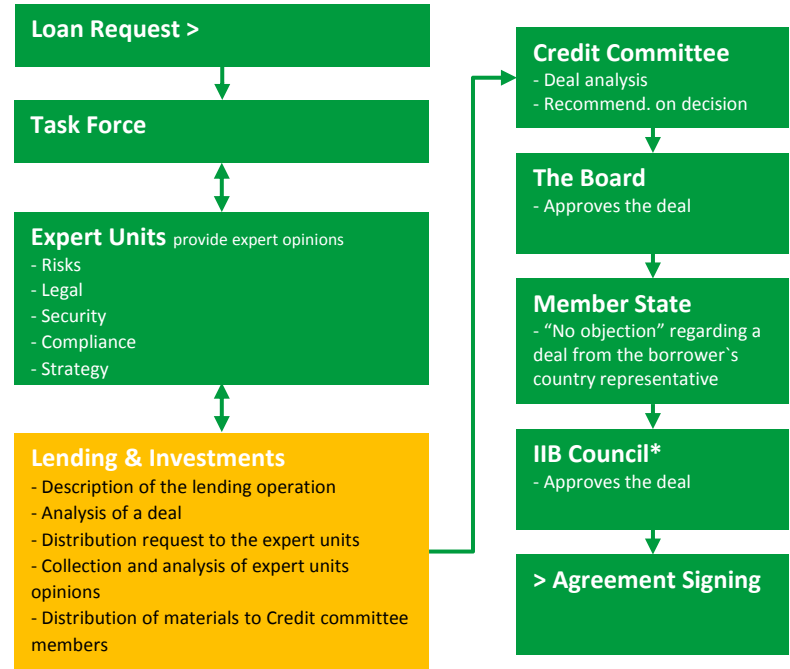 Loan Request >
Task Force
Expert Units provide expert opinions
- Risks
- Legal
- Security
- Compliance
- Strategy
Lending & Investments
- Description of the lending operation
- Analysis of a deal
- Distribution request to the expert units
- Collection and analysis of expert units
opinions
- Distribution of materials to Credit committee
members
Credit Committee
- Deal analysis
- Recommend. on decision
The Board
- Approves the deal
Member State
- “No objection” regarding a
deal from the borrower`s
country representative
IIB Council*
- Approves the deal
> Agreement Signing